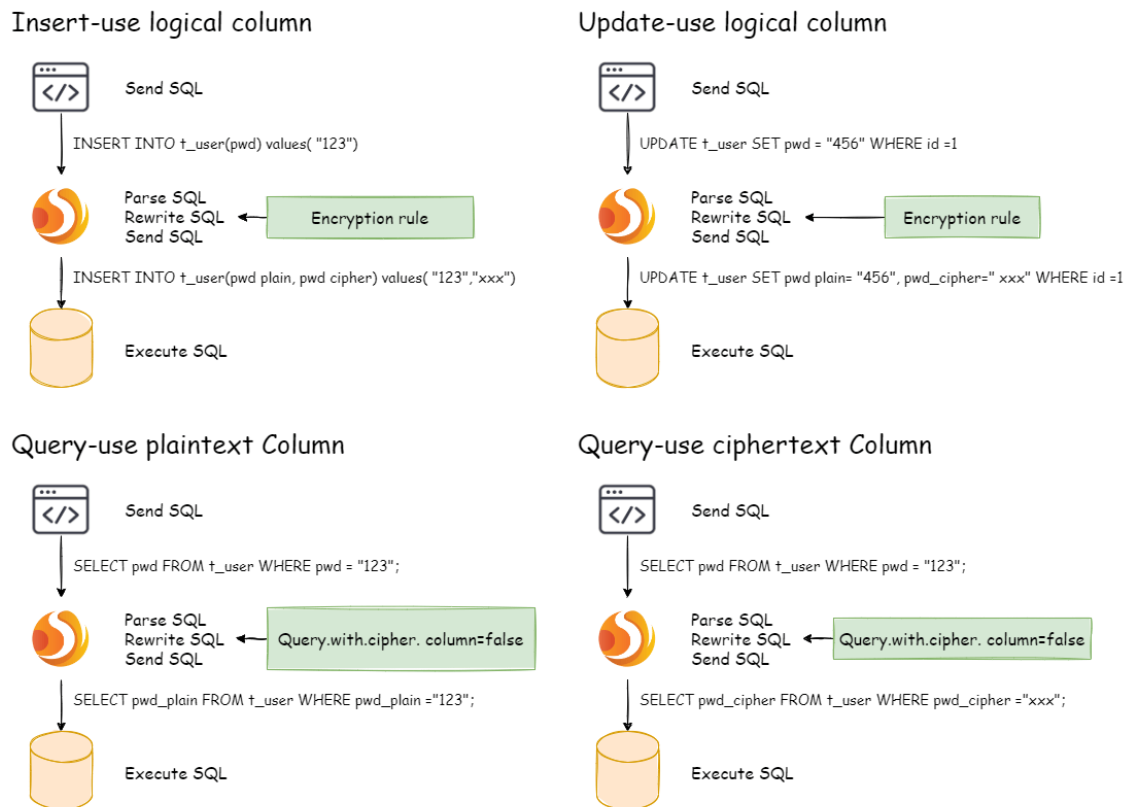 Insert-use logical column
Send SQL
INSERT INTO t_user(pwd) values( "123")
Parse SQL
Rewrite SQL
Send SQL
Encryption rule
INSERT INTO t_user(pwd plain, pwd cipher) values( "123","xxx")
Execute SQL
Update-use logical column
Send SQL
UPDATE t_user SET pwd = "456" WHERE id =1
Parse SQL
Rewrite SQL
Send SQL
Encryption rule
UPDATE t_user SET pwd plain= "456", pwd_cipher=" xxx" WHERE id =1
Execute SQL
Query-use plaintext Column
Send SQL
SELECT pwd FROM t_user WHERE pwd = "123";
Parse SQL
Rewrite SQL
Send SQL
Query.with.cipher. column=false
SELECT pwd_plain FROM t_user WHERE pwd_plain ="123";
Execute SQL
Query-use ciphertext Column
Send SQL
SELECT pwd FROM t_user WHERE pwd = "123";
Parse SQL
Rewrite SQL
Send SQL
Query.with.cipher. column=false
SELECT pwd_cipher FROM t_user WHERE pwd_cipher ="xxx";
Execute SQL